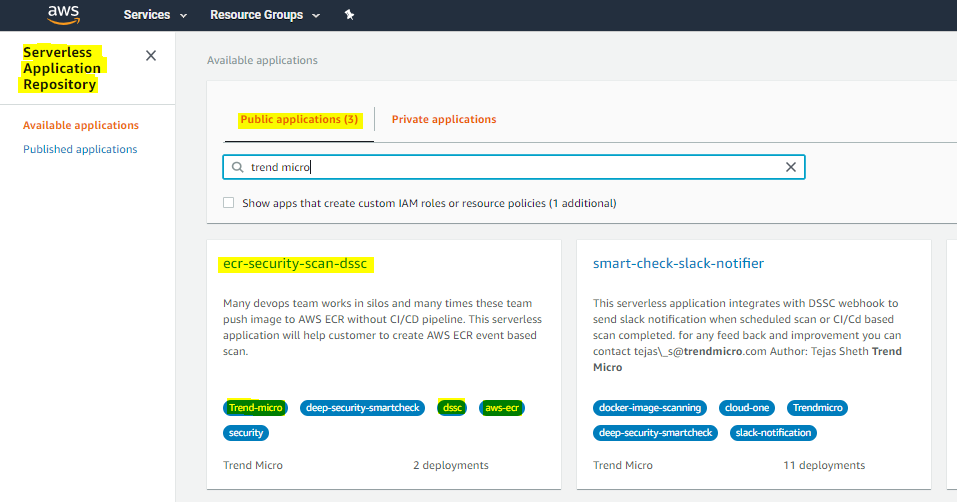 aws
Services
Resource Groups
Serverless
Application
Repository
Available applications
Published applications
Available applications
Public applications (3)
Private applications
trend micro
Show apps that create custom IAM roles or resource policies (1 additional)
ecr-security-scan-dssc
Many devops team works in silos and many times these team
push image to AWS ECR without CI/CD pipeline. This serverless
application will help customer to create AWS ECR event based
scan.
Trend-micro deep-security-smartcheck dssc aws-ecr
security
Trend Micro 2 deployments
smart-check-slack-notifier
This serverless application integrates with DSSC webhook to
send slack notification when scheduled scan or CI/Cd based
scan completed. for any feed back and improvement you can
contact tejas\_s@trendmicro.com Author: Tejas Sheth Trend
Micro
docker-image-scanning cloud-one Trendmicro
deep-security-smartcheck slack-notification
Trend Micro 11 deployments